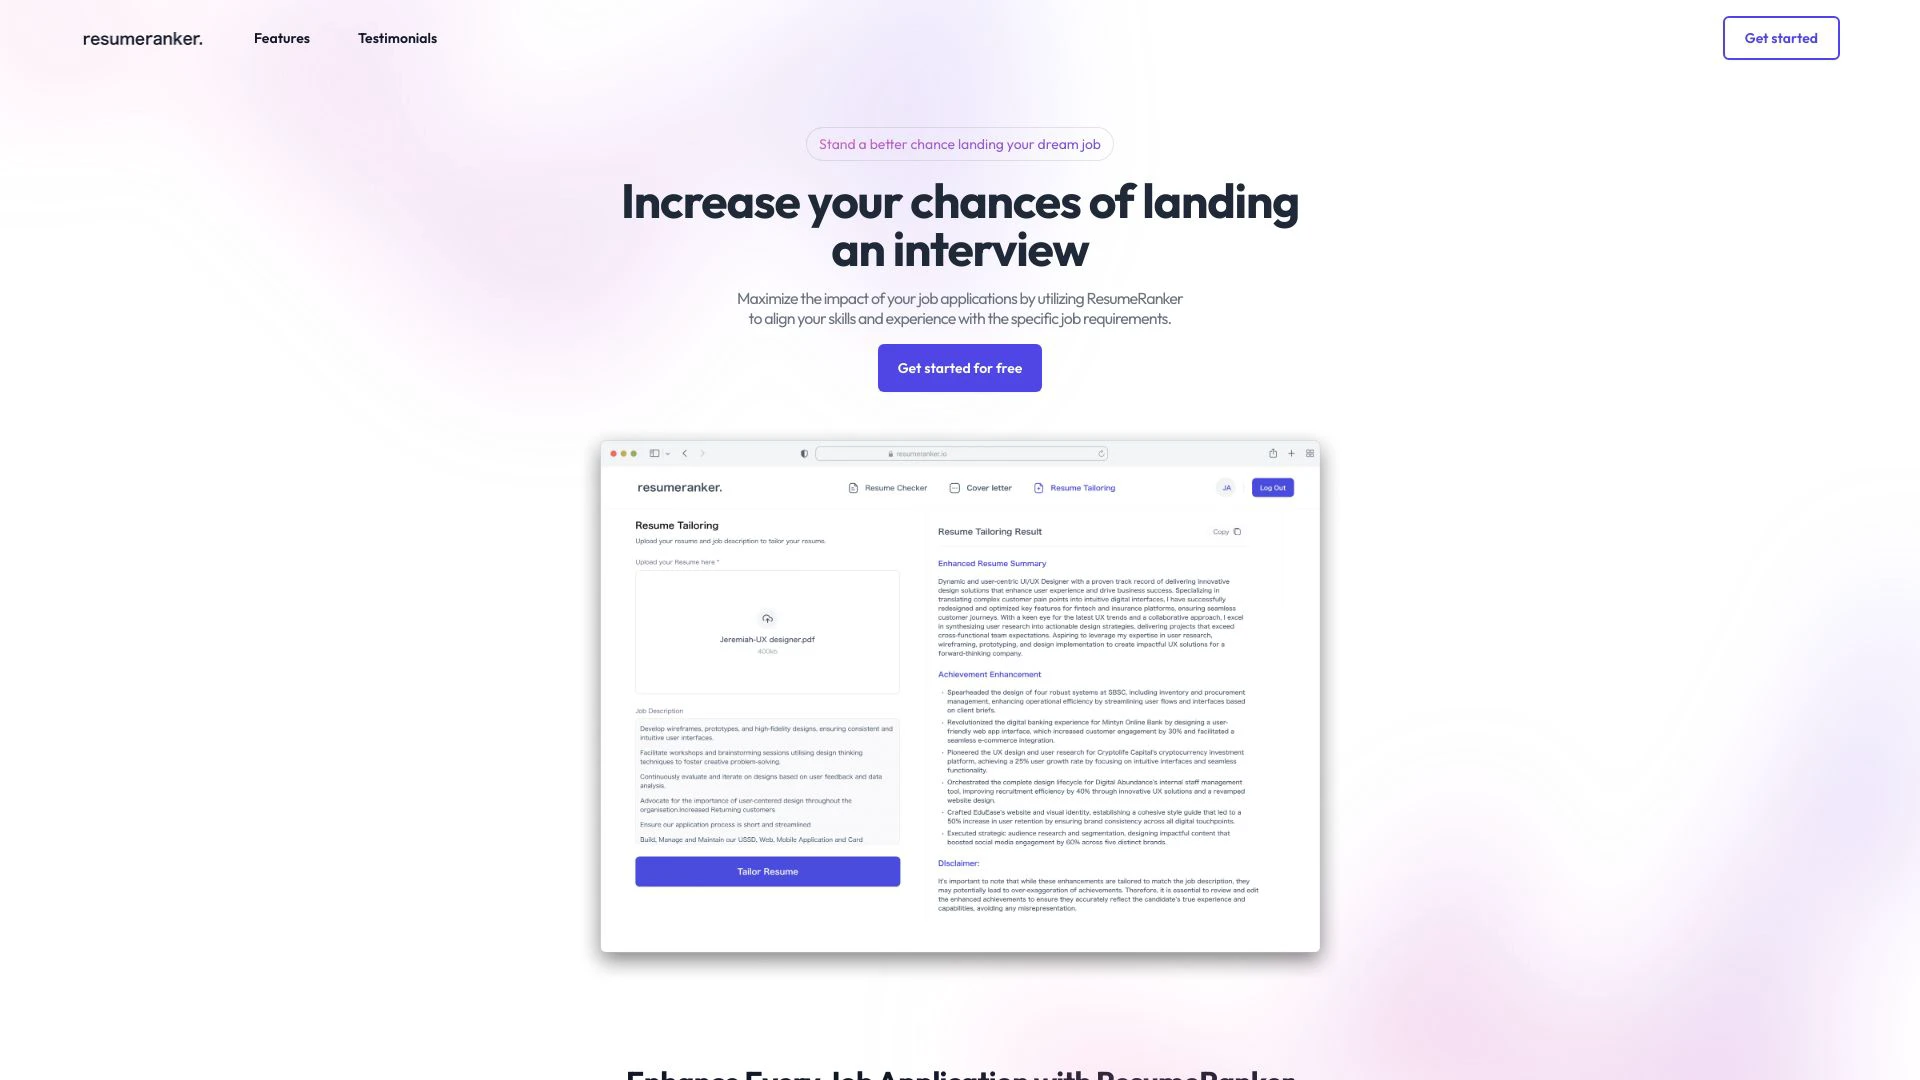 resumeranker.
Features
Testimonials
Get started
Stand a better chance landing your dream job
Increase your chances of landing
an interview
Maximize the impact of your job applications by utilizing ResumeRanker
to align your skills and experience with the specific job requirements.
Get started for free
resumeranker.io
resumeranker.
Resume Checker
Cover letter
Resume Tailoring
JA
Log Out
Resume Tailoring
Upload your resume and job description to tailor your resume.
Upload your Resume here *
Jeremiah-UX designer.pdf
400kb
Job Description
Develop wireframes, prototypes, and high-fidelity designs, ensuring consistent and
intuitive user interfaces.
Facilitate workshops and brainstorming sessions utilising design thinking
techniques to foster creative problem-solving.
Continuously evaluate and iterate on designs based on user feedback and data
analysis.
Advocate for the importance of user-centered design throughout the
organisation.Increased Returning customers
Ensure our application process is short and streamlined
Build, Manage and Maintain our USSD, Web, Mobile Application and Card
Tailor Resume
Resume Tailoring Result
Copy
Enhanced Resume Summary
Dynamic and user-centric UI/UX Designer with a proven track record of delivering innovative
design solutions that enhance user experience and drive business success. Specializing in
translating complex customer pain points into intuitive digital interfaces, I have successfully
redesigned and optimized key features for fintech and insurance platforms, ensuring seamless
customer journeys. With a keen eye for the latest UX trends and a collaborative approach, I excel
in synthesizing user research into actionable design strategies, delivering projects that exceed
cross-functional team expectations. Aspiring to leverage my expertise in user research,
wireframing, prototyping, and design implementation to create impactful UX solutions for a
forward-thinking company.
Achievement Enhancement
• Spearheaded the design of four robust systems at SBSC, including inventory and procurement
management, enhancing operational efficiency by streamlining user flows and interfaces based
on client briefs.
• Revolutionized the digital banking experience for Mintyn Online Bank by designing a user-
friendly web app interface, which increased customer engagement by 30% and facilitated a
seamless e-commerce integration.
• Pioneered the UX design and user research for Cryptolife Capital's cryptocurrency investment
platform, achieving a 25% user growth rate by focusing on intuitive interfaces and seamless
functionality.
• Orchestrated the complete design lifecycle for Digital Abundance's internal staff management
tool, improving recruitment efficiency by 40% through innovative UX solutions and a revamped
website design.
• Crafted EduEase's website and visual identity, establishing a cohesive style guide that led to a
50% increase in user retention by ensuring brand consistency across all digital touchpoints.
• Executed strategic audience research and segmentation, designing impactful content that
boosted social media engagement by 60% across five distinct brands.
Disclaimer:
It's important to note that while these enhancements are tailored to match the job description, they
may potentially lead to over-exaggeration of achievements. Therefore, it is essential to review and edit
the enhanced achievements to ensure they accurately reflect the candidate's true experience and
capabilities, avoiding any misrepresentation.
Enhance Every Job Application with ResumeRanker